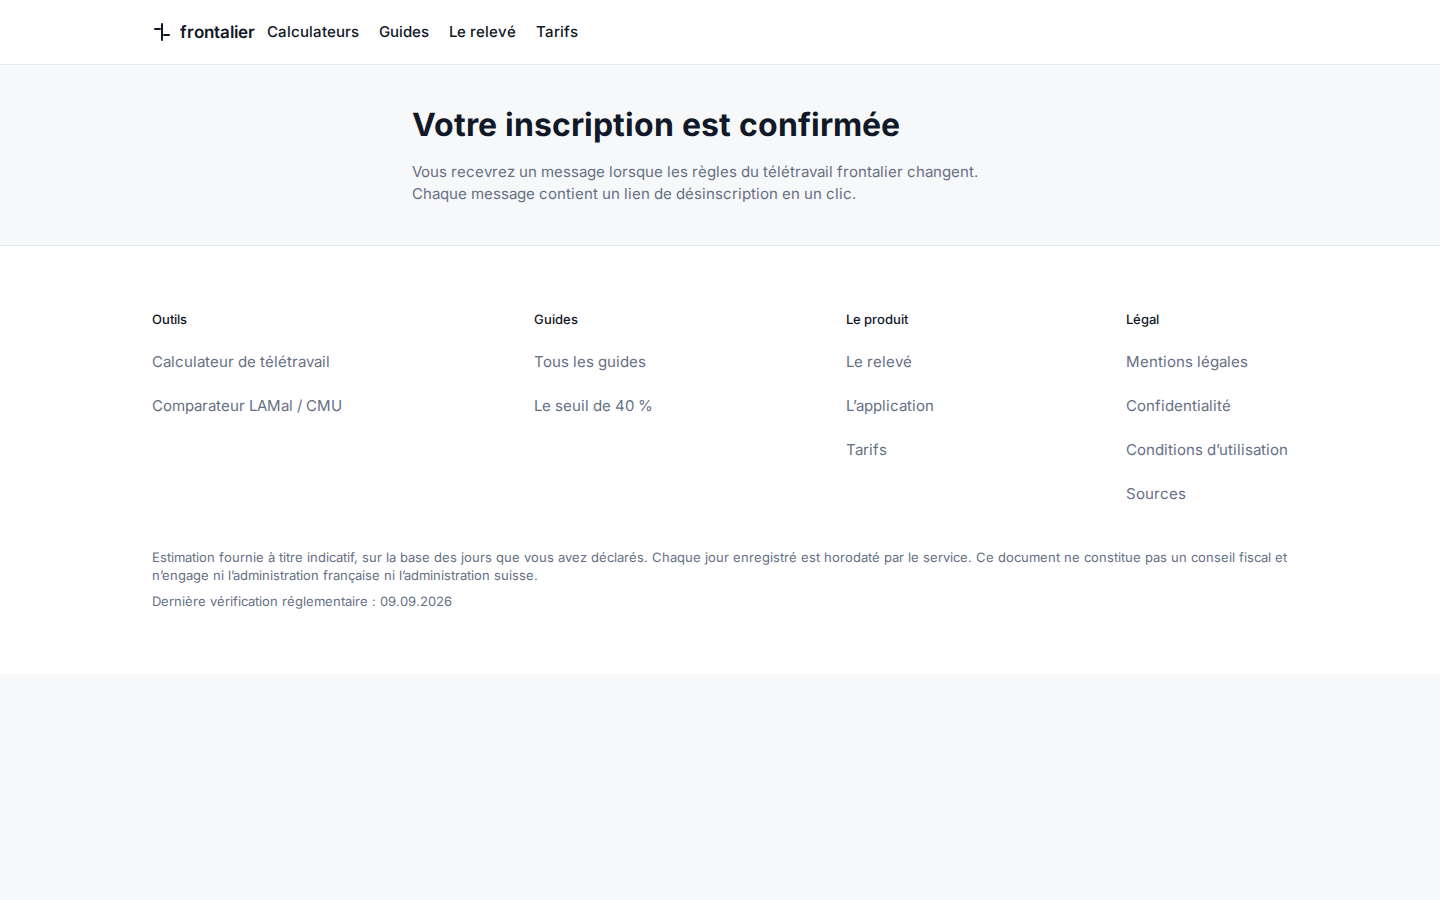 frontalier Calculateurs Guides Le relevé Tarifs
Votre inscription est confirmée
Vous recevrez un message lorsque les règles du télétravail frontalier changent.
Chaque message contient un lien de désinscription en un clic.
Outils
Calculateur de télétravail
Comparateur LAMal / CMU
Guides
Tous les guides
Le seuil de 40 %
Le produit
Le relevé
L’application
Tarifs
Légal
Mentions légales
Confidentialité
Conditions d’utilisation
Sources
Estimation fournie à titre indicatif, sur la base des jours que vous avez déclarés. Chaque jour enregistré est horodaté par le service. Ce document ne constitue pas un conseil fiscal et
n’engage ni l’administration française ni l’administration suisse.
Dernière vérification réglementaire : 09.09.2026